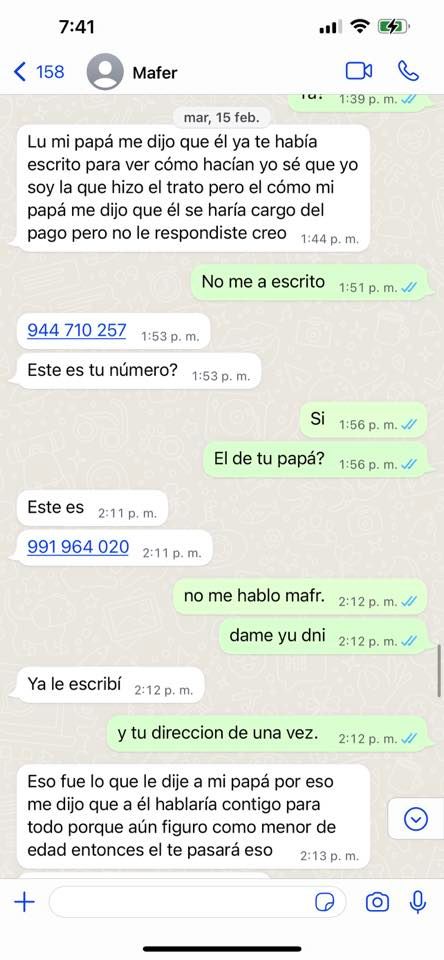 7:41
158
Mafer
1:39 p. m.
mar, 15 feb.
Lu mi papá me dijo que él ya te había
escrito para ver cómo hacían yo sé que yo
soy la que hizo el trato pero el cómo mi
papá me dijo que él se haría cargo del
pago pero no le respondiste creo 1:44 p. m.
No me a escrito 1:51 p. m.
944 710 257 1:53 p. m.
Este es tu número? 1:53 p. m.
Si 1:56 p. m.
El de tu papá? 1:56 p. m.
Este es 2:11 p. m.
991 964 020 2:11 p. m.
no me hablo mafr. 2:12 p. m.
dame yu dni 2:12 p. m.
Ya le escribí 2:12 p. m.
y tu direccion de una vez. 2:12 p. m.
Eso fue lo que le dije a mi papá por eso
me dijo que a él hablaría contigo para
todo porque aún figuro como menor de
edad entonces el te pasará eso 2:13 p. m.